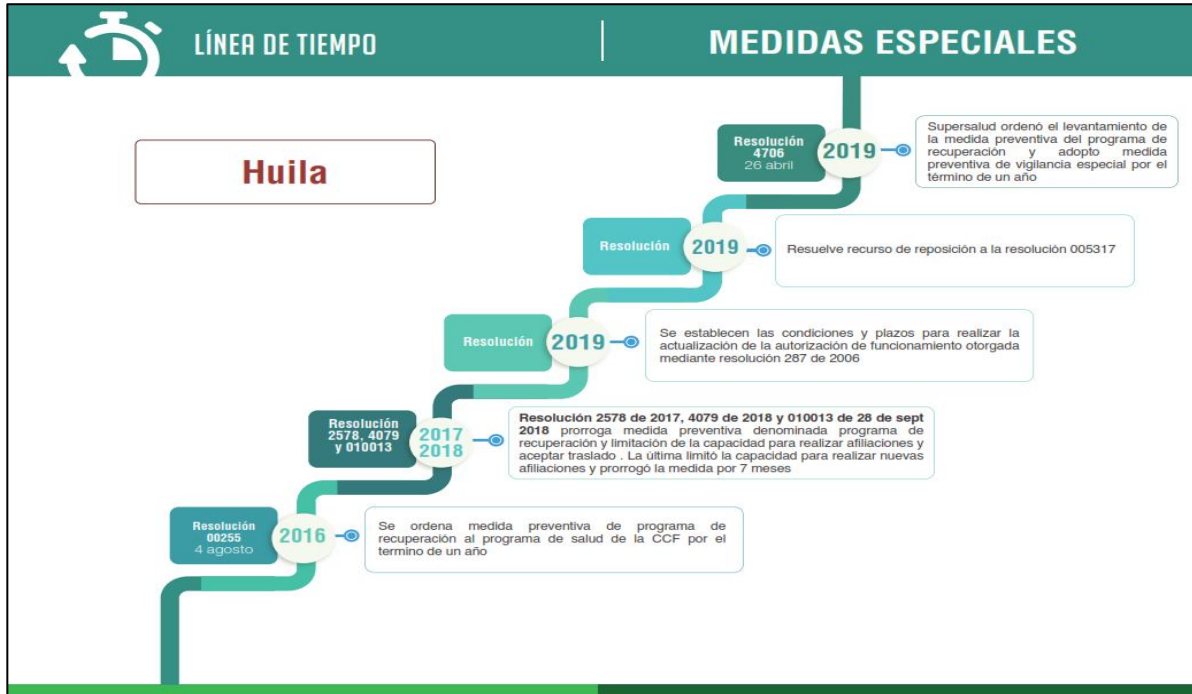 LÍNEA DE TIEMPO
MEDIDAS ESPECIALES
Huila
Resolución
4706
26 abril
2019
Supersalud ordenó el levantamiento de
la medida preventiva del programa de
recuperación y adopto medida
preventiva de vigilancia especial por el
término de un año
Resolución
2019
Resuelve recurso de reposición a la resolución 005317
Resolución
2019
Se establecen las condiciones y plazos para realizar la
actualización de la autorización de funcionamiento otorgada
mediante resolución 287 de 2006
Resolución
2578, 4079
y 010013
2017
2018
Resolución 2578 de 2017, 4079 de 2018 y 010013 de 28 de sept
2018 prorroga medida preventiva denominada programa de
recuperación y limitación de la capacidad para realizar afiliaciones y
aceptar traslado . La última limitó la capacidad para realizar nuevas
afiliaciones y prorrogó la medida por 7 meses
Resolución
00255
4 agosto
2016
Se ordena medida preventiva de programa de
recuperación al programa de salud de la CCF por el
termino de un año